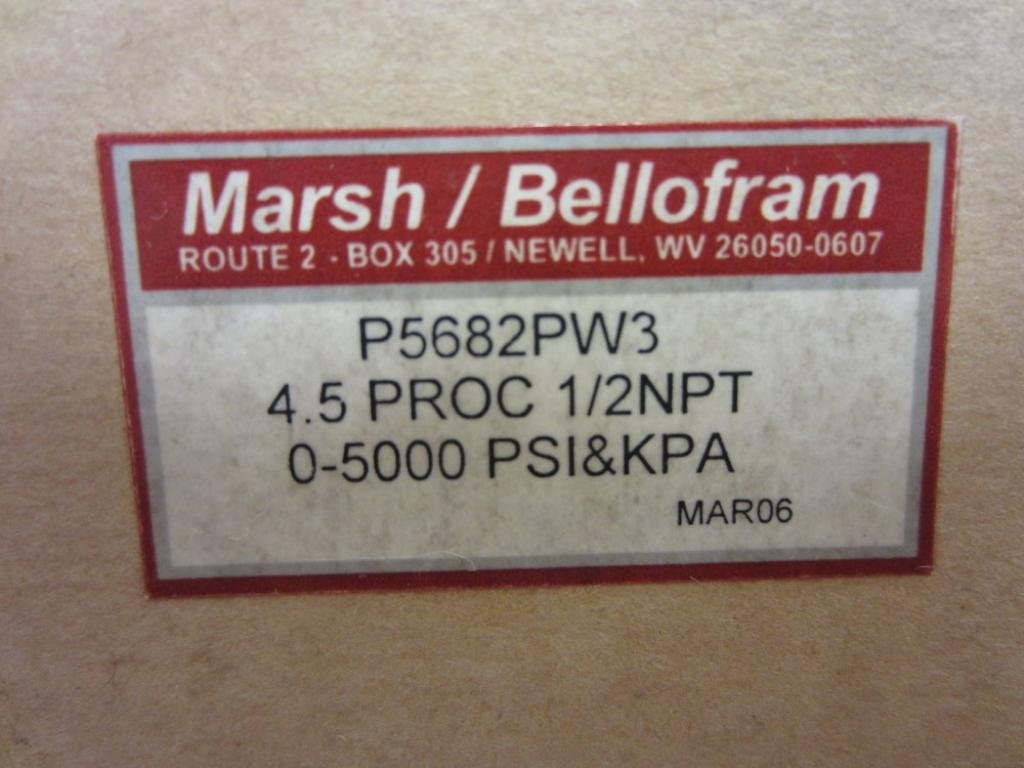 Marsh / Bellofram
ROUTE 2 · BOX 305 / NEWELL, WV 26050-0607
P5682PW3
4.5 PROC 1/2NPT
0-5000 PSI&KPA
MAR06